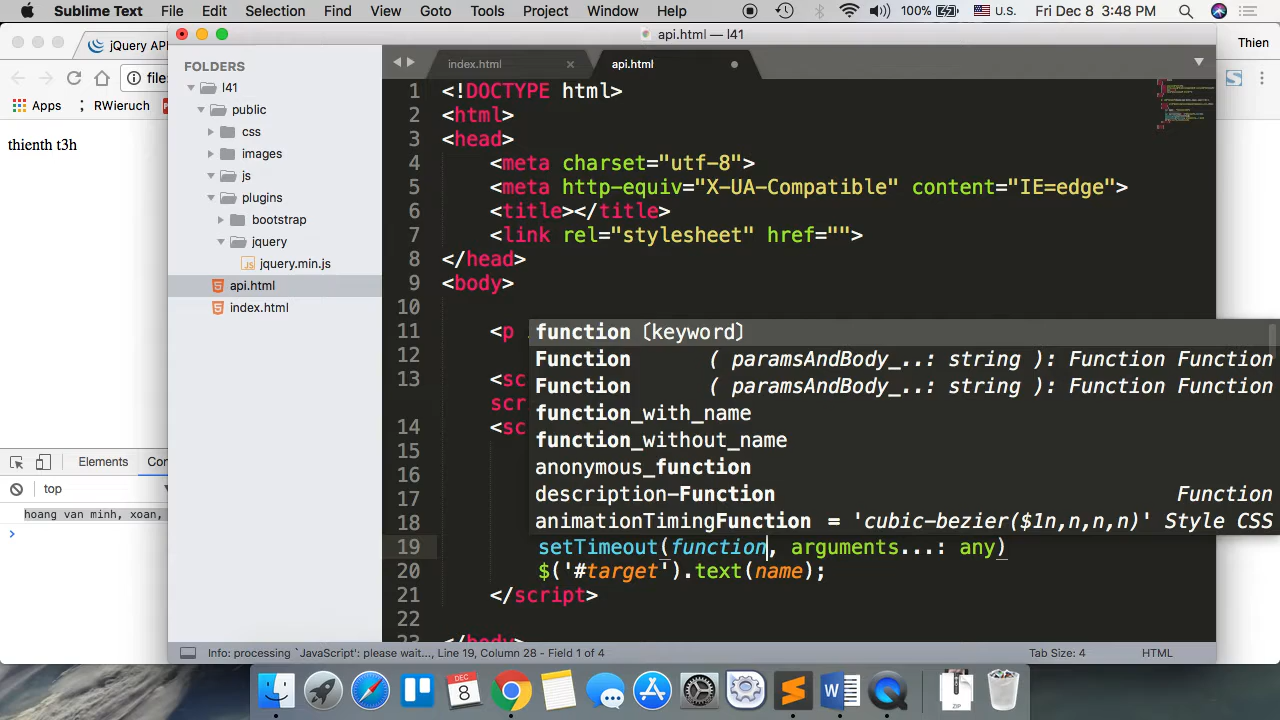 Sublime Text File Edit Selection Find View Goto Tools Project Window Help 100% U.S. Fri Dec 8 3:48 PM
api.html — l41
jQuery API
Thien
file:
Apps
RWieruch
thienth t3h
Elements
Con
top
hoang van minh, xoan,
>
FOLDERS
l41
public
css
images
js
plugins
bootstrap
jquery
jquery.min.js
api.html
index.html
index.html
api.html
1 <!DOCTYPE html>
2 <html>
3 <head>
4 <meta charset="utf-8">
5 <meta http-equiv="X-UA-Compatible" content="IE=edge">
6 <title></title>
7 <link rel="stylesheet" href="">
8 </head>
9 <body>
10
11 <p
12
13 <sc
scr
14 <sc
15
16
17
18
function (keyword)
Function ( paramsAndBody_..: string ): Function Function
Function ( paramsAndBody_..: string ): Function Function
function_with_name
function_without_name
anonymous_function
description-Function Function
animationTimingFunction = 'cubic-bezier($1n,n,n,n)' Style CSS
19 setTimeout(function, arguments...: any)
20 $('#target').text(name);
21 </script>
22
23 </body>
Info: processing `JavaScript': please wait..., Line 19, Column 28 - Field 1 of 4
Tab Size: 4
HTML
DEC
8
ZIP